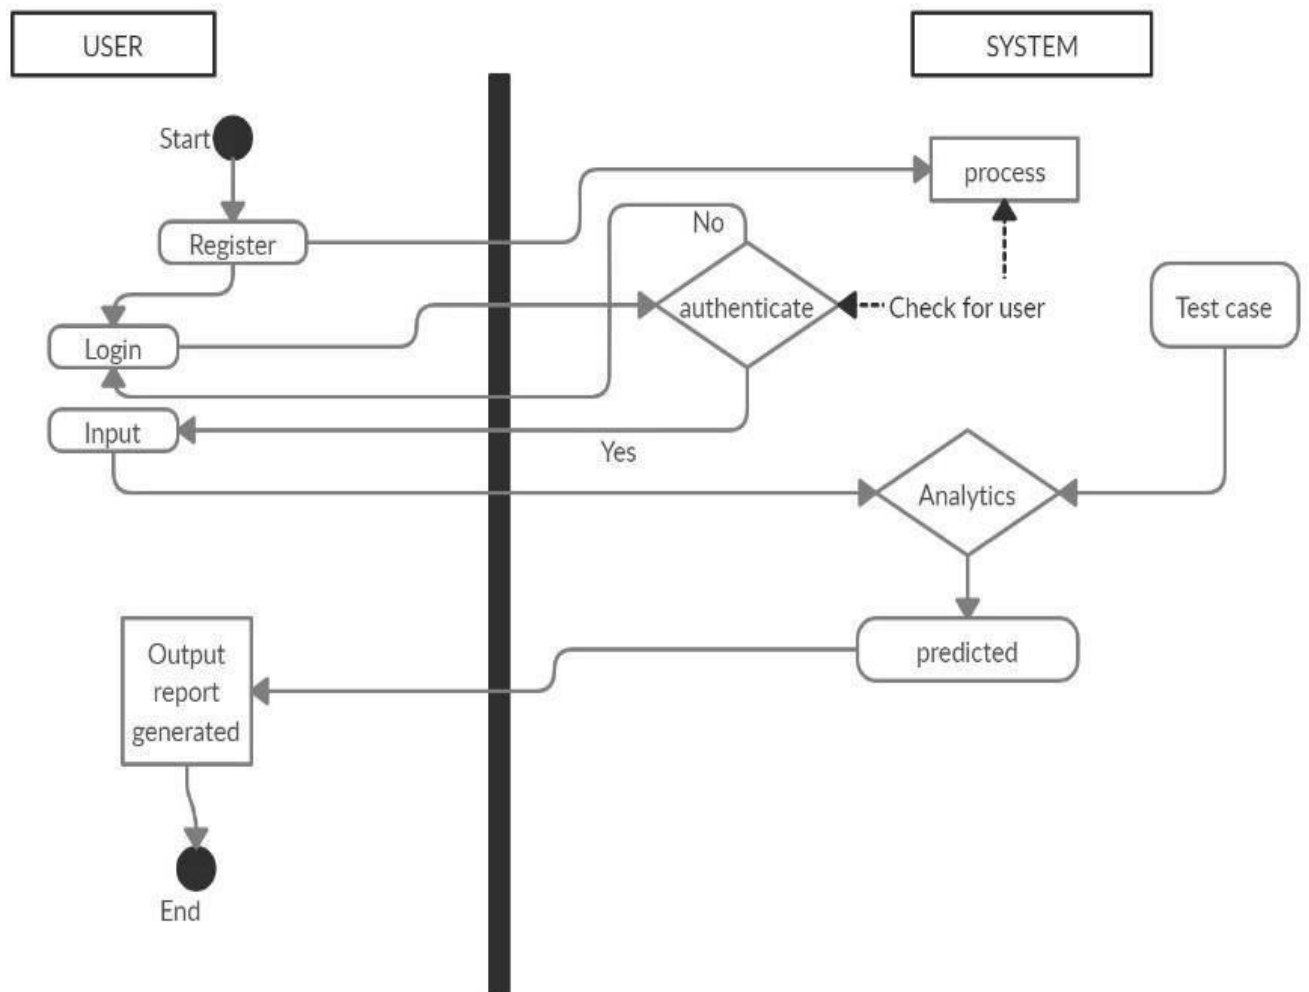 USER
SYSTEM
Start
process
No
Register
authenticate
Check for user
Test case
Login
Input
Yes
Analytics
Output
report
generated
predicted
End